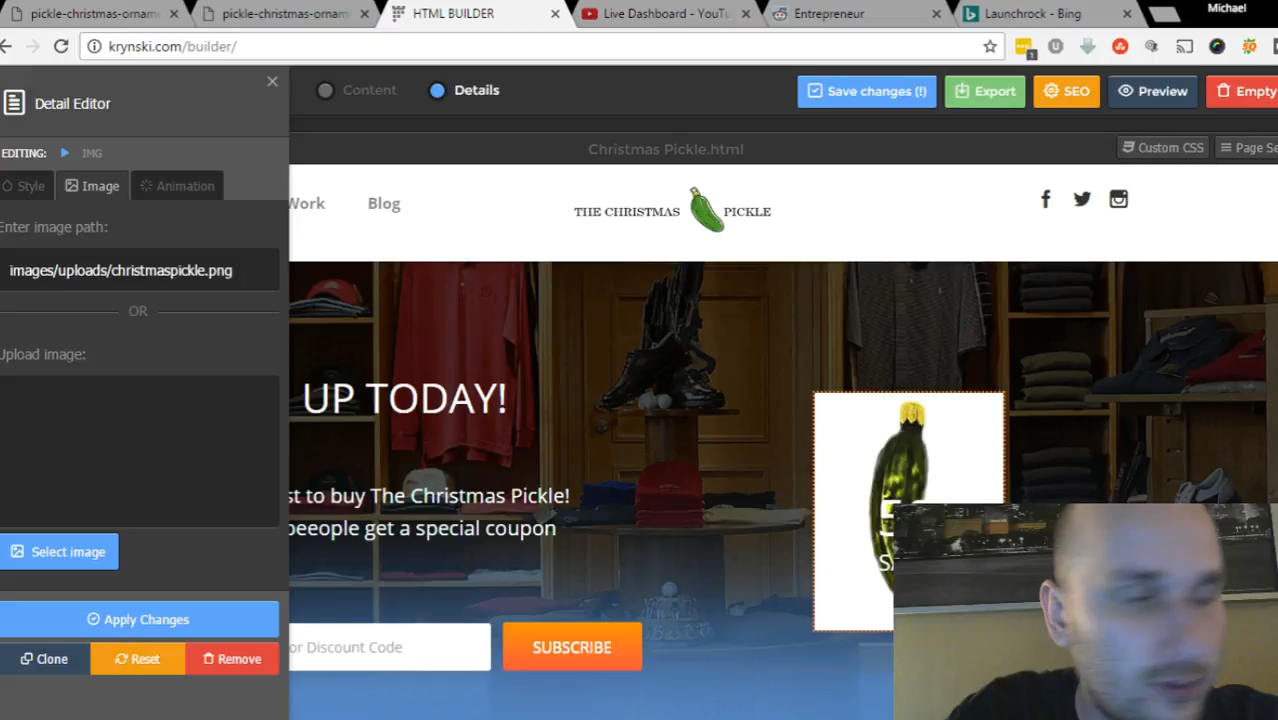 pickle-christmas-orname
pickle-christmas-ornam
HTML BUILDER
Live Dashboard - YouTu
Entrepreneur
Launchrock - Bing
Michael
krynski.com/builder/
1
Detail Editor
Content
Details
Save changes (!)
Export
SEO
Preview
Empty
EDITING:
IMG
Christmas Pickle.html
Custom CSS
Page Se
Style
Image
Animation
Work
Blog
THE CHRISTMAS PICKLE
Enter image path:
images/uploads/christmaspickle.png
OR
Upload image:
UP TODAY!
st to buy The Christmas Pickle!
beeople get a special coupon
Select image
Apply Changes
or Discount Code
SUBSCRIBE
Clone
Reset
Remove